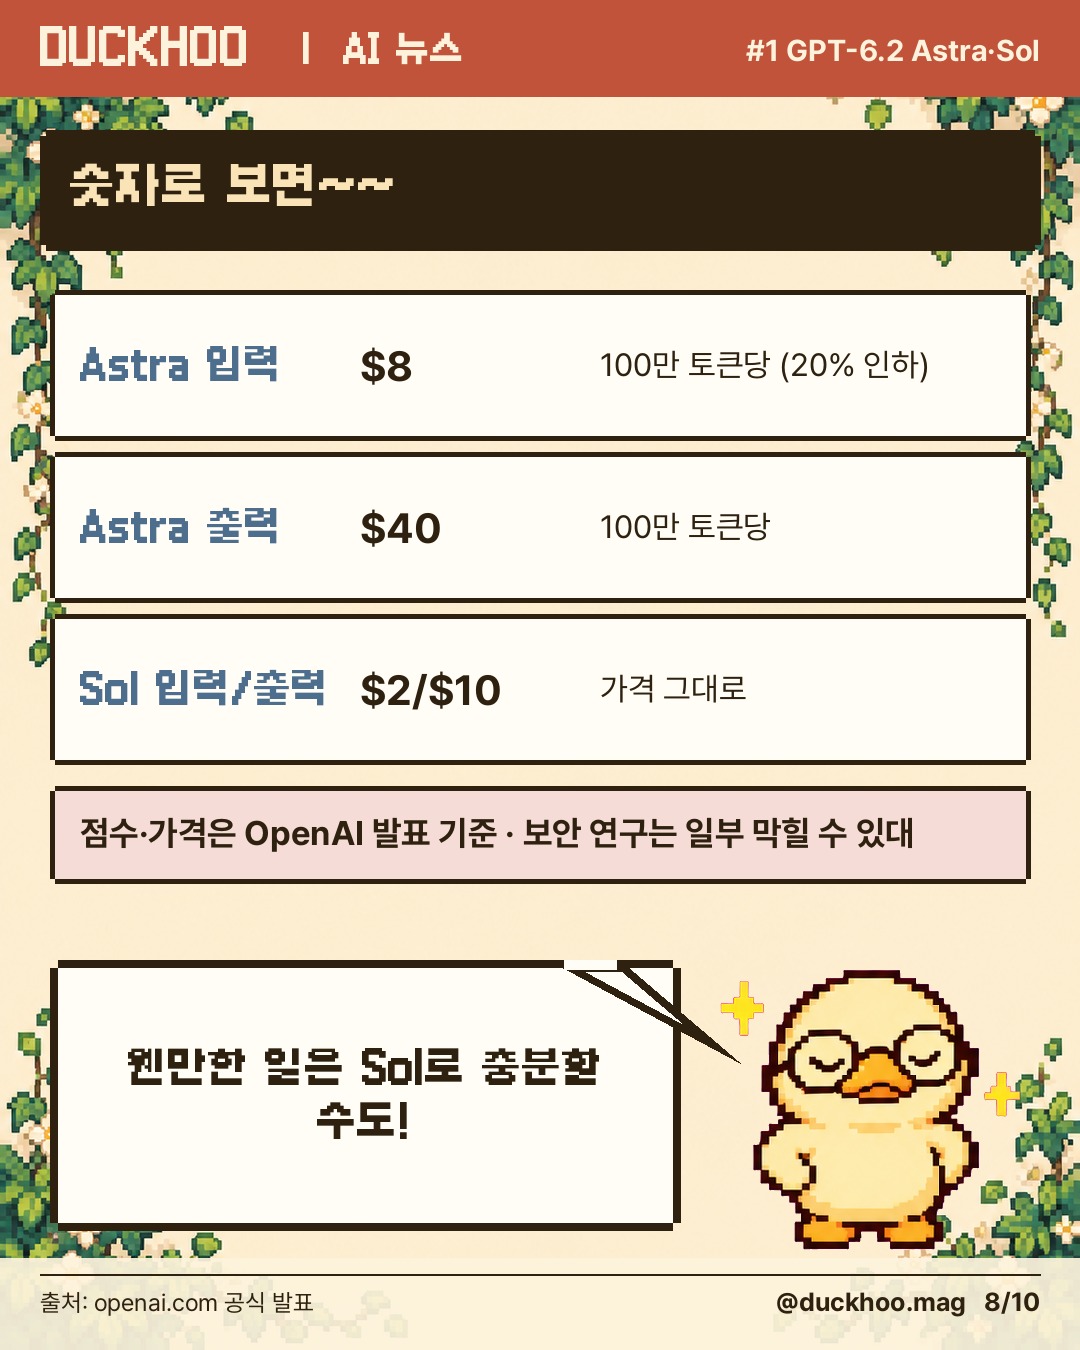 DUCKHOO | AI 뉴스 #1 GPT-6.2 Astra·Sol
숫자로 보면~~
Astra 입력 $8 100만 토큰당 (20% 인하)
Astra 출력 $40 100만 토큰당
Sol 입력/출력 $2/$10 가격 그대로
점수·가격은 OpenAI 발표 기준 · 보안 연구는 일부 막힐 수 있대
웬만한 일은 Sol로 충분할
수도!
출처: openai.com 공식 발표 @duckhoo.mag 8/10